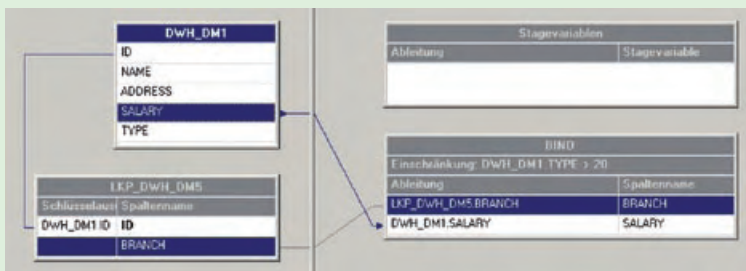 DWH_DM1
ID
NAME
ADDRESS
SALARY
TYPE
LKP_DWH_DM5
Schlüsselausd Spaltenname
DWH_DM1.ID ID
BRANCH
Stagevariablen
Ableitung Stagevariable
BIND
Einschränkung: DWH_DM1.TYPE > 20
Ableitung Spaltenname
LKP_DWH_DM5.BRANCH BRANCH
DWH_DM1.SALARY SALARY